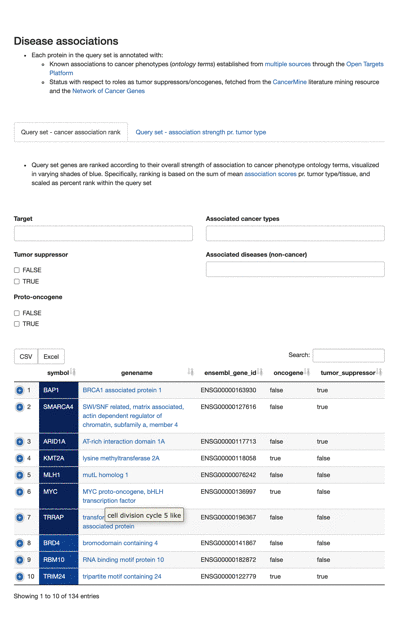 Disease associations
Each protein in the query set is annotated with:
Known associations to cancer phenotypes (ontology terms) established from multiple sources through the Open Targets
Platform
Status with respect to roles as tumor suppressors/oncogenes, fetched from the CancerMine literature mining resource
and the Network of Cancer Genes
Query set - cancer association rank Query set - association strength pr. tumor type
Query set genes are ranked according to their overall strength of association to cancer phenotype ontology terms, visualized
in varying shades of blue. Specifically, ranking is based on the sum of mean association scores pr. tumor type/tissue, and
scaled as percent rank within the query set
Target Associated cancer types
Tumor suppressor Associated diseases (non-cancer)
FALSE
TRUE
Proto-oncogene
FALSE
TRUE
CSV Excel Search:
symbol genename ensembl_gene_id oncogene tumor_suppressor
1 BAP1 BRCA1 associated protein 1 ENSG00000163930 false true
2 SMARCA4 SWI/SNF related, matrix associated, ENSG00000127616 false true
actin dependent regulator of
chromatin, subfamily a, member 4
3 ARID1A AT-rich interaction domain 1A ENSG00000117713 false true
4 KMT2A lysine methyltransferase 2A ENSG00000118058 true false
5 MLH1 mutL homolog 1 ENSG00000076242 false true
6 MYC MYC proto-oncogene, bHLH ENSG00000136997 true false
transcription factor
7 TRRAP cell division cycle 5 like ENSG00000196367 false false
associated protein
8 BRD4 bromodomain containing 4 ENSG00000141867 false false
9 RBM10 RNA binding motif protein 10 ENSG00000182872 false true
10 TRIM24 tripartite motif containing 24 ENSG00000122779 true false
Showing 1 to 10 of 134 entries